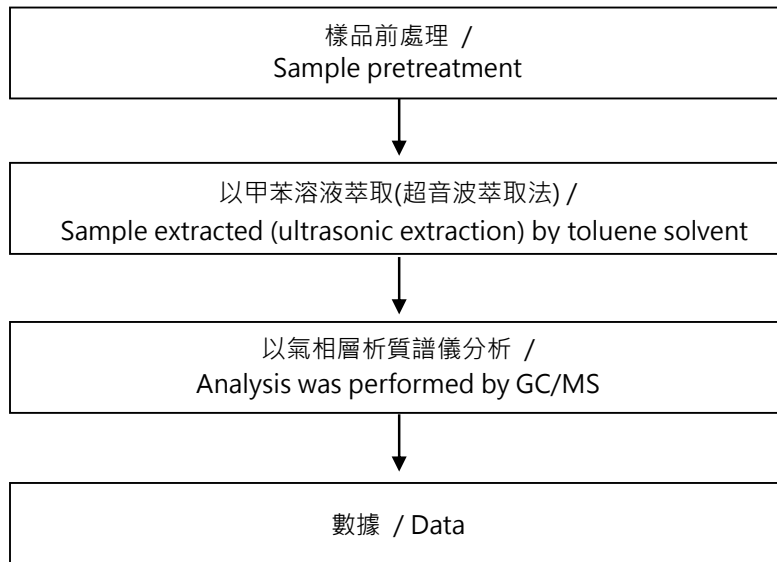 樣品前處理 /
Sample pretreatment
以甲苯溶液萃取(超音波萃取法) /
Sample extracted (ultrasonic extraction) by toluene solvent
以氣相層析質譜儀分析 /
Analysis was performed by GC/MS
數據 / Data